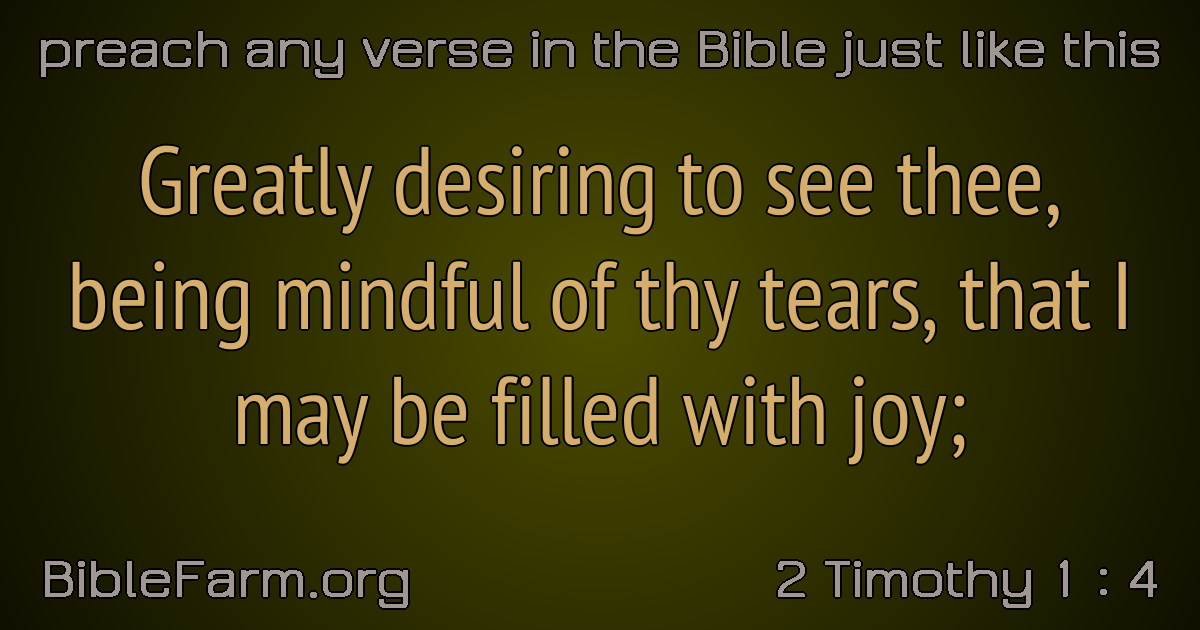 preach any verse in the Bible just like this
Greatly desiring to see thee,
being mindful of thy tears, that I
may be filled with joy;
BibleFarm.org
2 Timothy 1 : 4